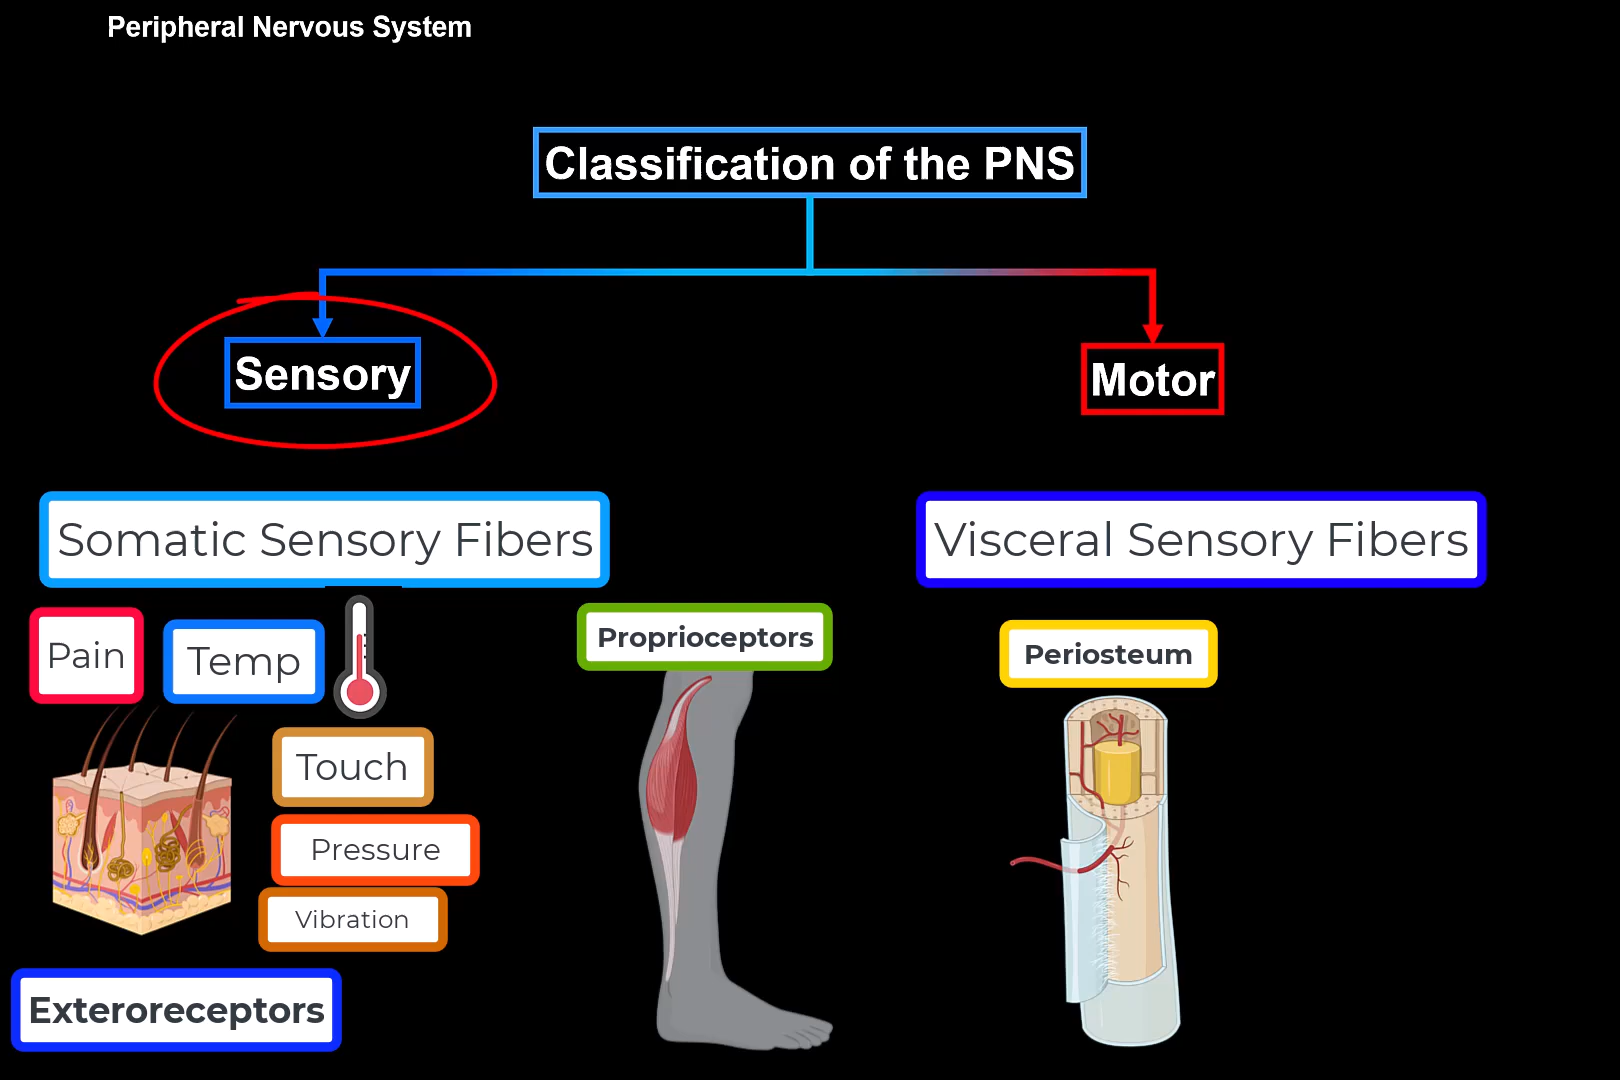 Peripheral Nervous System
Classification of the PNS
Sensory
Motor
Somatic Sensory Fibers
Visceral Sensory Fibers
Pain
Temp
Proprioceptors
Periosteum
Touch
Pressure
Vibration
Exteroreceptors